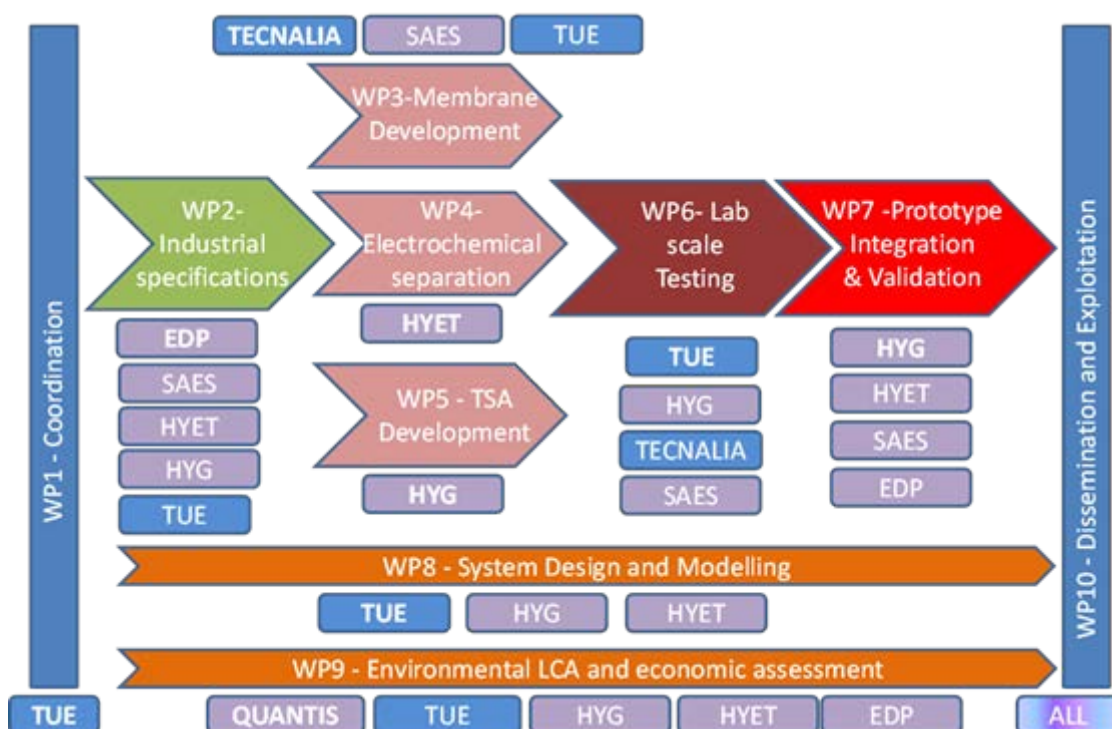 TECNALIA
SAES
TUE
WP3-Membrane
Development
WP1 - Coordination
WP2-
Industrial
specifications
WP4-
Electrochemical
separation
WP6- Lab
scale
Testing
WP7 -Prototype
Integration
& Validation
WP10 - Dissemination and Exploitation
EDP
SAES
HYET
HYG
TUE
HYET
WP5 - TSA
Development
HYG
TUE
HYG
TECNALIA
SAES
HYG
HYET
SAES
EDP
WP8 - System Design and Modelling
TUE
HYG
HYET
WP9 - Environmental LCA and economic assessment
TUE
QUANTIS
TUE
HYG
HYET
EDP
ALL